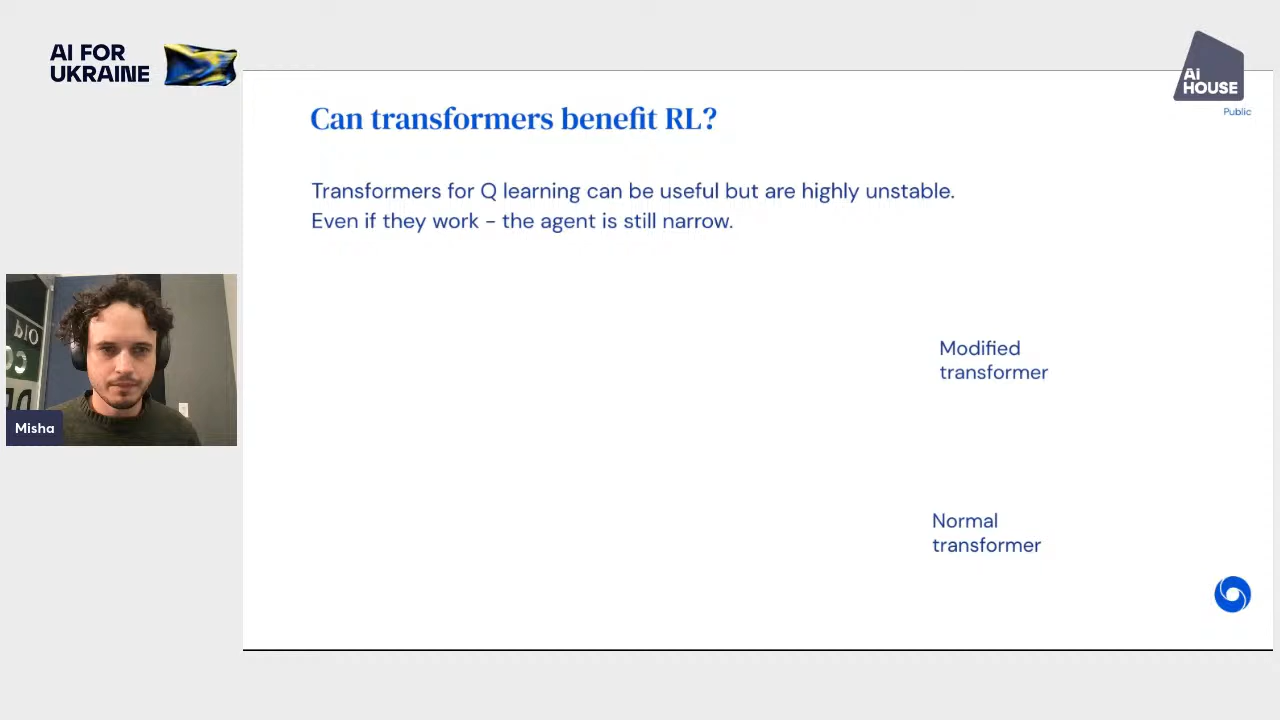 AI FOR
UKRAINE
Ai
HOUSE
Public
Can transformers benefit RL?
Transformers for Q learning can be useful but are highly unstable.
Even if they work - the agent is still narrow.
Modified
transformer
Normal
transformer
old
Misha